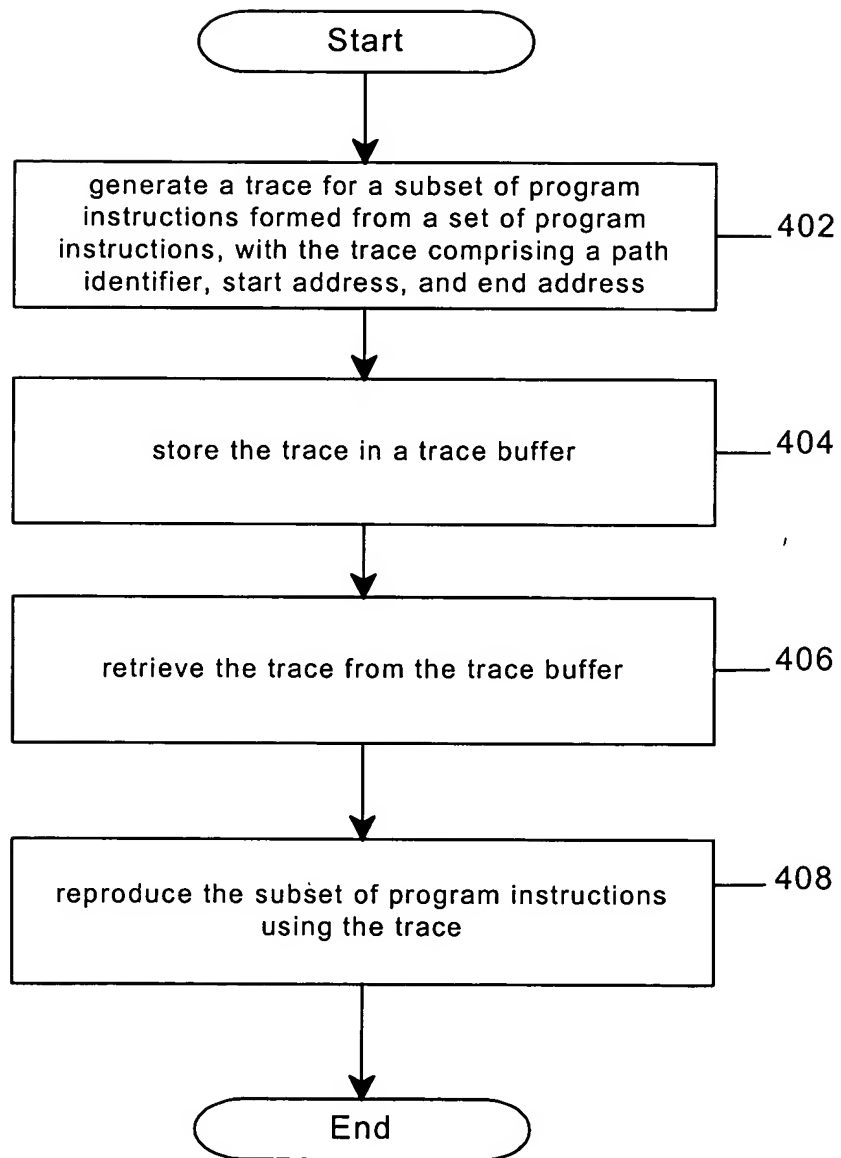 Start
generate a trace for a subset of program
instructions formed from a set of program
instructions, with the trace comprising a path
identifier, start address, and end address
402
store the trace in a trace buffer
404
retrieve the trace from the trace buffer
406
reproduce the subset of program instructions
using the trace
408
End